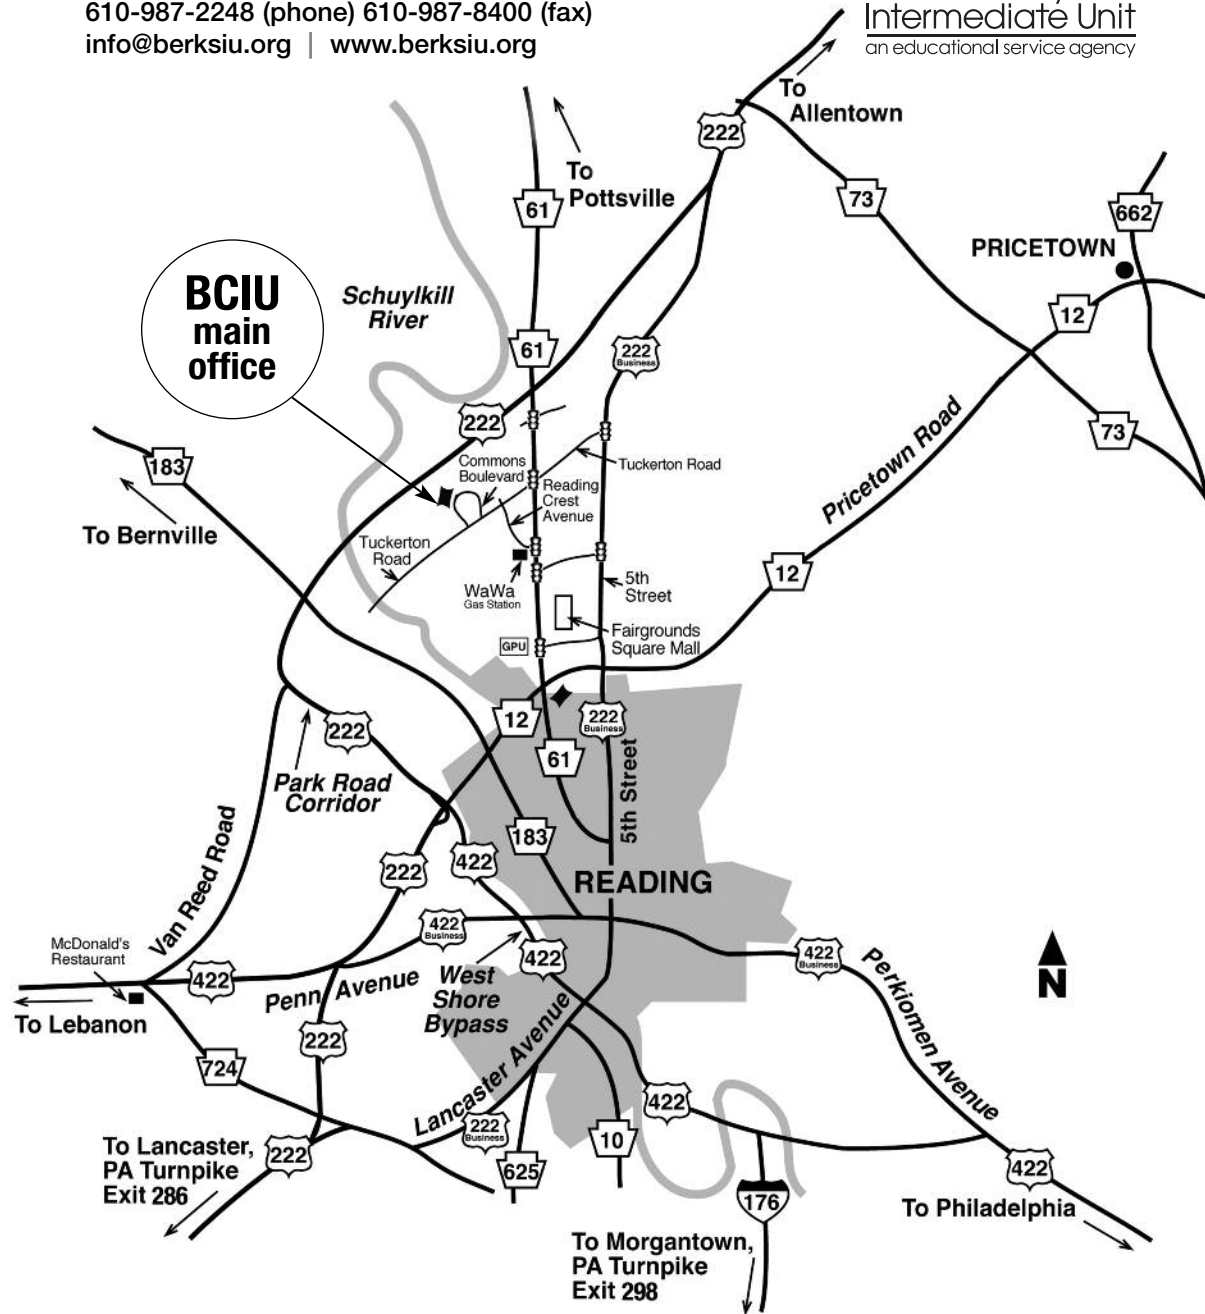 610-987-2248 (phone) 610-987-8400 (fax)
info@berksiu.org | www.berksiu.org
Intermediate Unit
an educational service agency
To
Allentown
222
To
Pottsville
61
73
662
PRICETOWN
BCIU
main
office
Schuylkill
River
12
61
222
Business
222
73
Pricetown Road
183
Commons
Boulevard
Tuckerton Road
Reading
Crest
Avenue
To Bernville
Tuckerton
Road
12
WaWa
Gas Station
5th
Street
Fairgrounds
Square Mall
GPU
12
222
Business
222
61
5th Street
Park Road
Corridor
Van Reed Road
183
422
222
READING
422
Business
McDonald's
Restaurant
422
422
422
Business
Penn Avenue
West
Shore
Bypass
Perkiomen Avenue
N
To Lebanon
222
724
Lancaster Avenue
422
222
Business
To Lancaster,
PA Turnpike
Exit 286
222
10
625
422
176
To Philadelphia
To Morgantown,
PA Turnpike
Exit 298